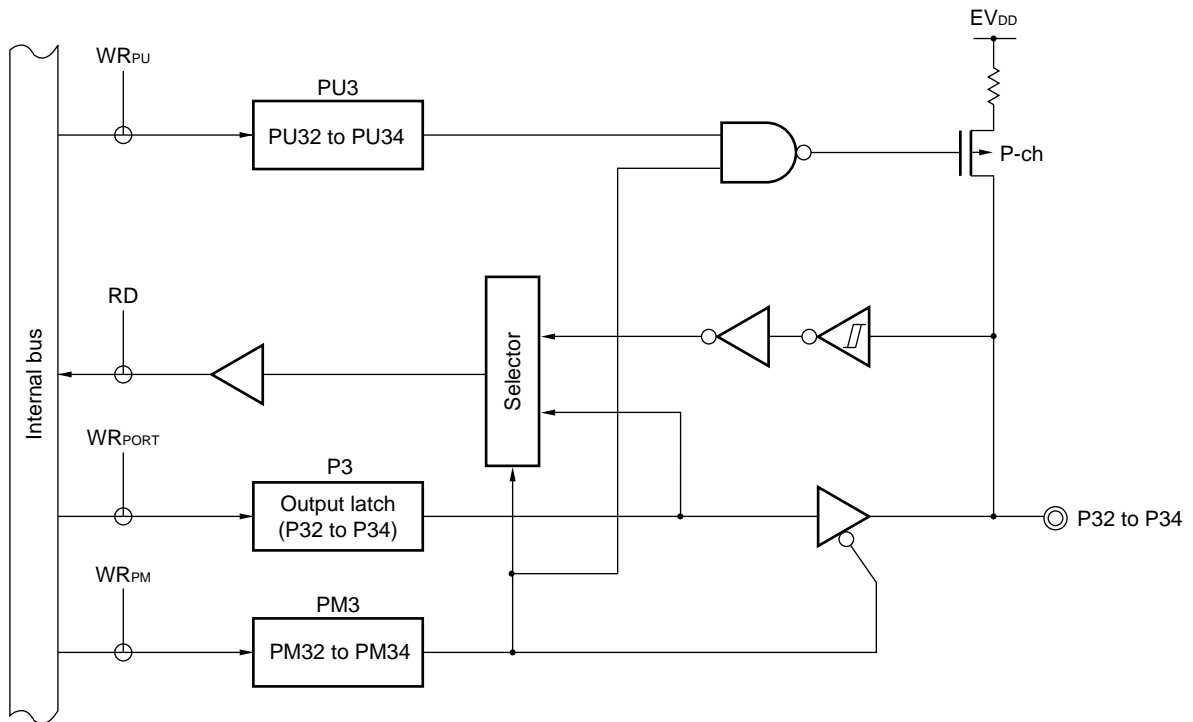 EVDD
WRPU
PU3
PU32 to PU34
P-ch
RD
Selector
Internal bus
WRPORT
P3
Output latch
(P32 to P34)
P32 to P34
WRPM
PM3
PM32 to PM34